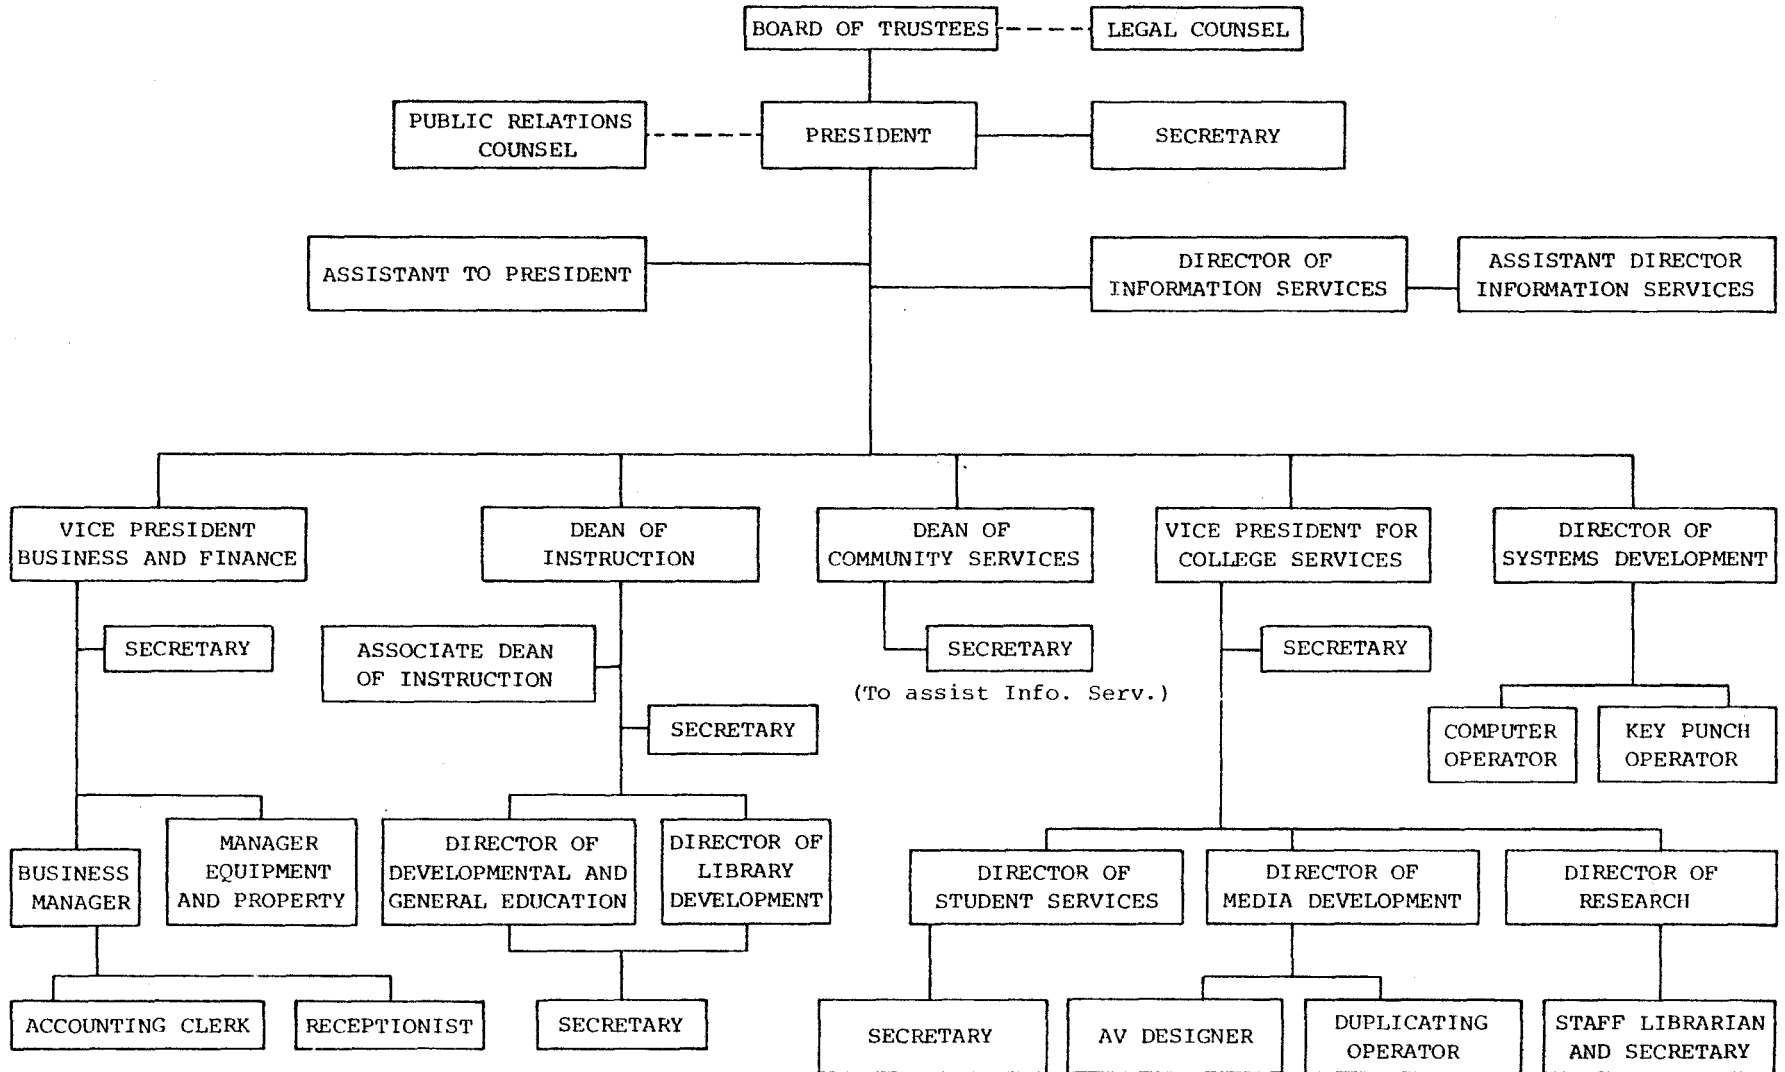 BOARD OF TRUSTEES
LEGAL COUNSEL
PUBLIC RELATIONS
COUNSEL
PRESIDENT
SECRETARY
ASSISTANT TO PRESIDENT
DIRECTOR OF
INFORMATION SERVICES
ASSISTANT DIRECTOR
INFORMATION SERVICES
VICE PRESIDENT
BUSINESS AND FINANCE
DEAN OF
INSTRUCTION
DEAN OF
COMMUNITY SERVICES
VICE PRESIDENT FOR
COLLEGE SERVICES
DIRECTOR OF
SYSTEMS DEVELOPMENT
SECRETARY
ASSOCIATE DEAN
OF INSTRUCTION
SECRETARY
(To assist Info. Serv.)
SECRETARY
SECRETARY
COMPUTER
OPERATOR
KEY PUNCH
OPERATOR
BUSINESS
MANAGER
MANAGER
EQUIPMENT
AND PROPERTY
DIRECTOR OF
DEVELOPMENTAL AND
GENERAL EDUCATION
DIRECTOR OF
LIBRARY
DEVELOPMENT
DIRECTOR OF
STUDENT SERVICES
DIRECTOR OF
MEDIA DEVELOPMENT
DIRECTOR OF
RESEARCH
ACCOUNTING CLERK
RECEPTIONIST
SECRETARY
SECRETARY
AV DESIGNER
DUPLICATING
OPERATOR
STAFF LIBRARIAN
AND SECRETARY